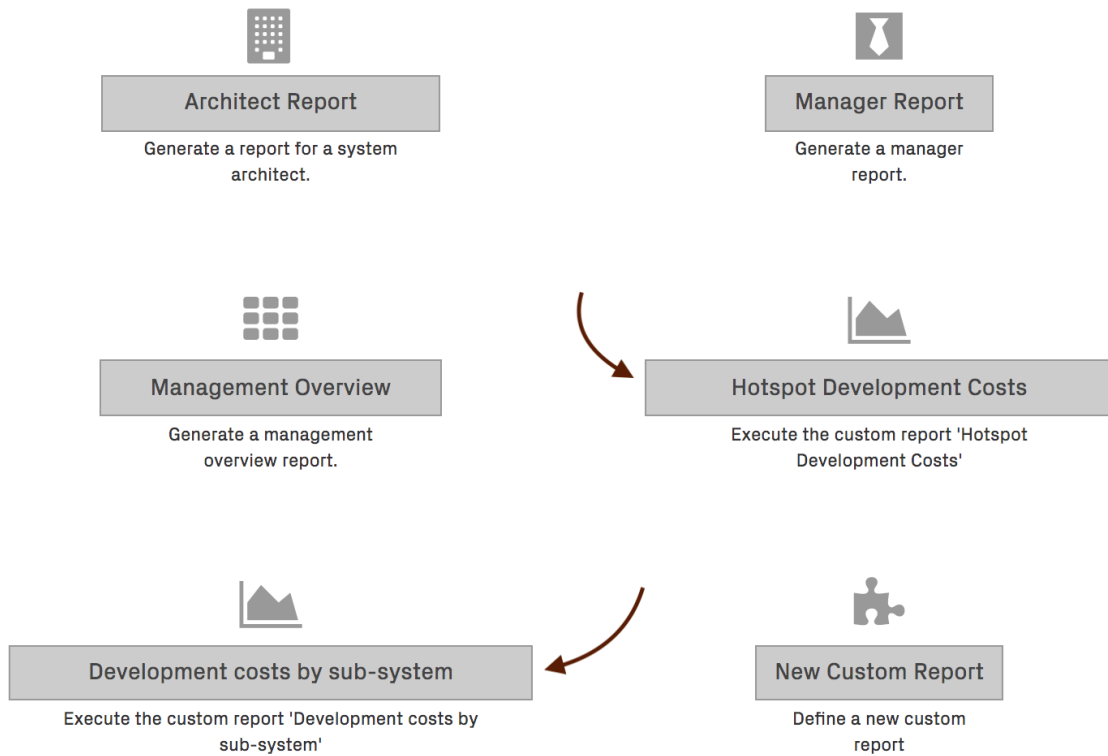 Architect Report
Generate a report for a system
architect.
Manager Report
Generate a manager
report.
Management Overview
Generate a management
overview report.
Hotspot Development Costs
Execute the custom report 'Hotspot
Development Costs'
Development costs by sub-system
Execute the custom report 'Development costs by
sub-system'
New Custom Report
Define a new custom
report